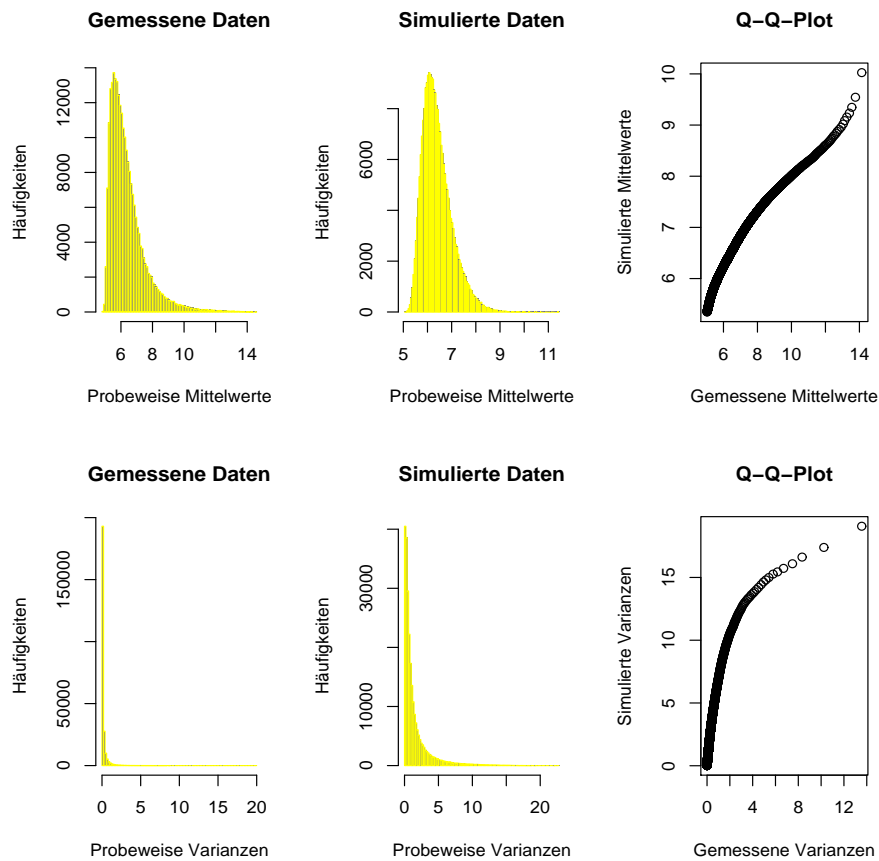 Gemessene Daten
Häufigkeiten
0 2000 4000 8000 12000
6 8 10 14
Probeweise Mittelwerte
Simulierte Daten
Häufigkeiten
0 2000 6000
5 7 9 11
Probeweise Mittelwerte
Q−Q−Plot
Simulierte Mittelwerte
6 7 8 9 10
6 8 10 14
Gemessene Mittelwerte
Gemessene Daten
Häufigkeiten
0 50000 150000
0 5 10 15 20
Probeweise Varianzen
Simulierte Daten
Häufigkeiten
0 10000 30000
0 5 10 20
Probeweise Varianzen
Q−Q−Plot
Simulierte Varianzen
0 5 10 15
0 4 8 12
Gemessene Varianzen